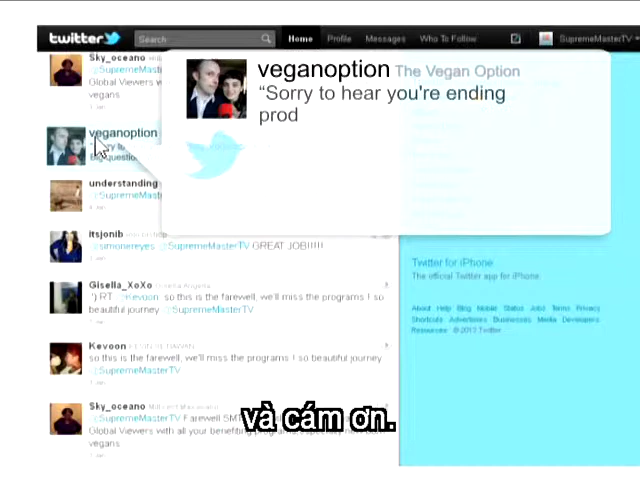 twitter Search Home Profile Messages Who To Follow SupremeMasterTV
Sky_oceano
SupremeMast
Global Viewers
vegans
veganoption
veganoption The Vegan Option
“Sorry to hear you're ending
prod
understanding
@SupremeMast
itsjonib
@simonereyes @SupremeMasterTV GREAT JOB!!!!!
Twitter for iPhone
The official Twitter app for iPhone.
Gisella_XoXo
') RT @Kevoon so this is the farewell, we'll miss the programs ! so
beautiful journey @SupremeMasterTV
About Help Blog Mobile Status Jobs Terms Privacy
Shortcuts Advertisers Businesses Media Developers
Resources © 2012 Twitter
Kevoon
so this is the farewell, we'll miss the programs ! so beautiful journey
@SupremeMasterTV
Sky_oceano
@SupremeMasterTV Farewell
Global Viewers with all your benefiting
vegans
và cám ơn.